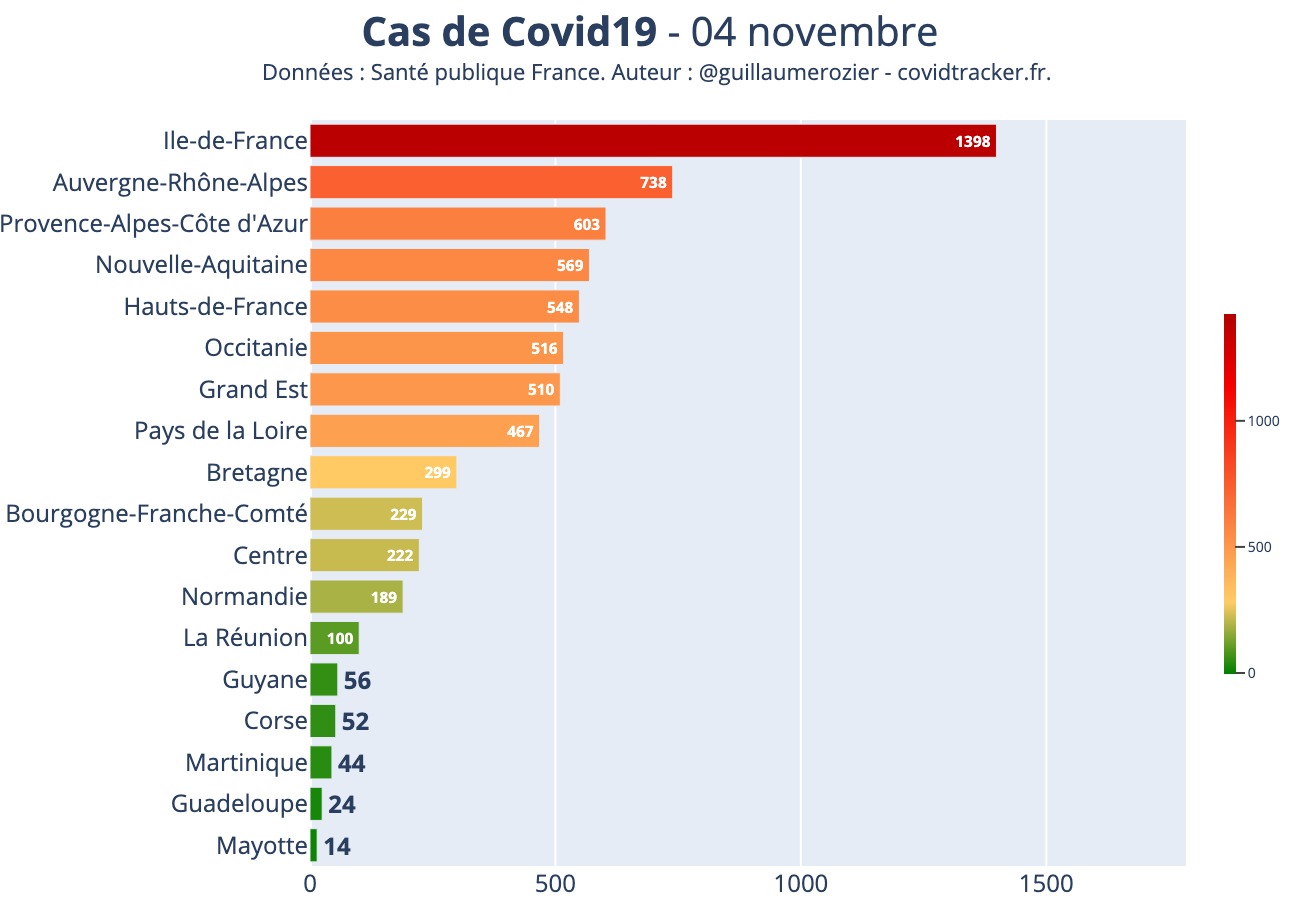 Cas de Covid19 - 04 novembre
Données : Santé publique France. Auteur : @guillaumerozier - covidtracker.fr.
Ile-de-France 1398
Auvergne-Rhône-Alpes 738
Provence-Alpes-Côte d'Azur 603
Nouvelle-Aquitaine 569
Hauts-de-France 548
Occitanie 516
Grand Est 510
Pays de la Loire 467
Bretagne 299
Bourgogne-Franche-Comté 229
Centre 222
Normandie 189
La Réunion 100
Guyane 56
Corse 52
Martinique 44
Guadeloupe 24
Mayotte 14
0 500 1000 1500
1000
500
0